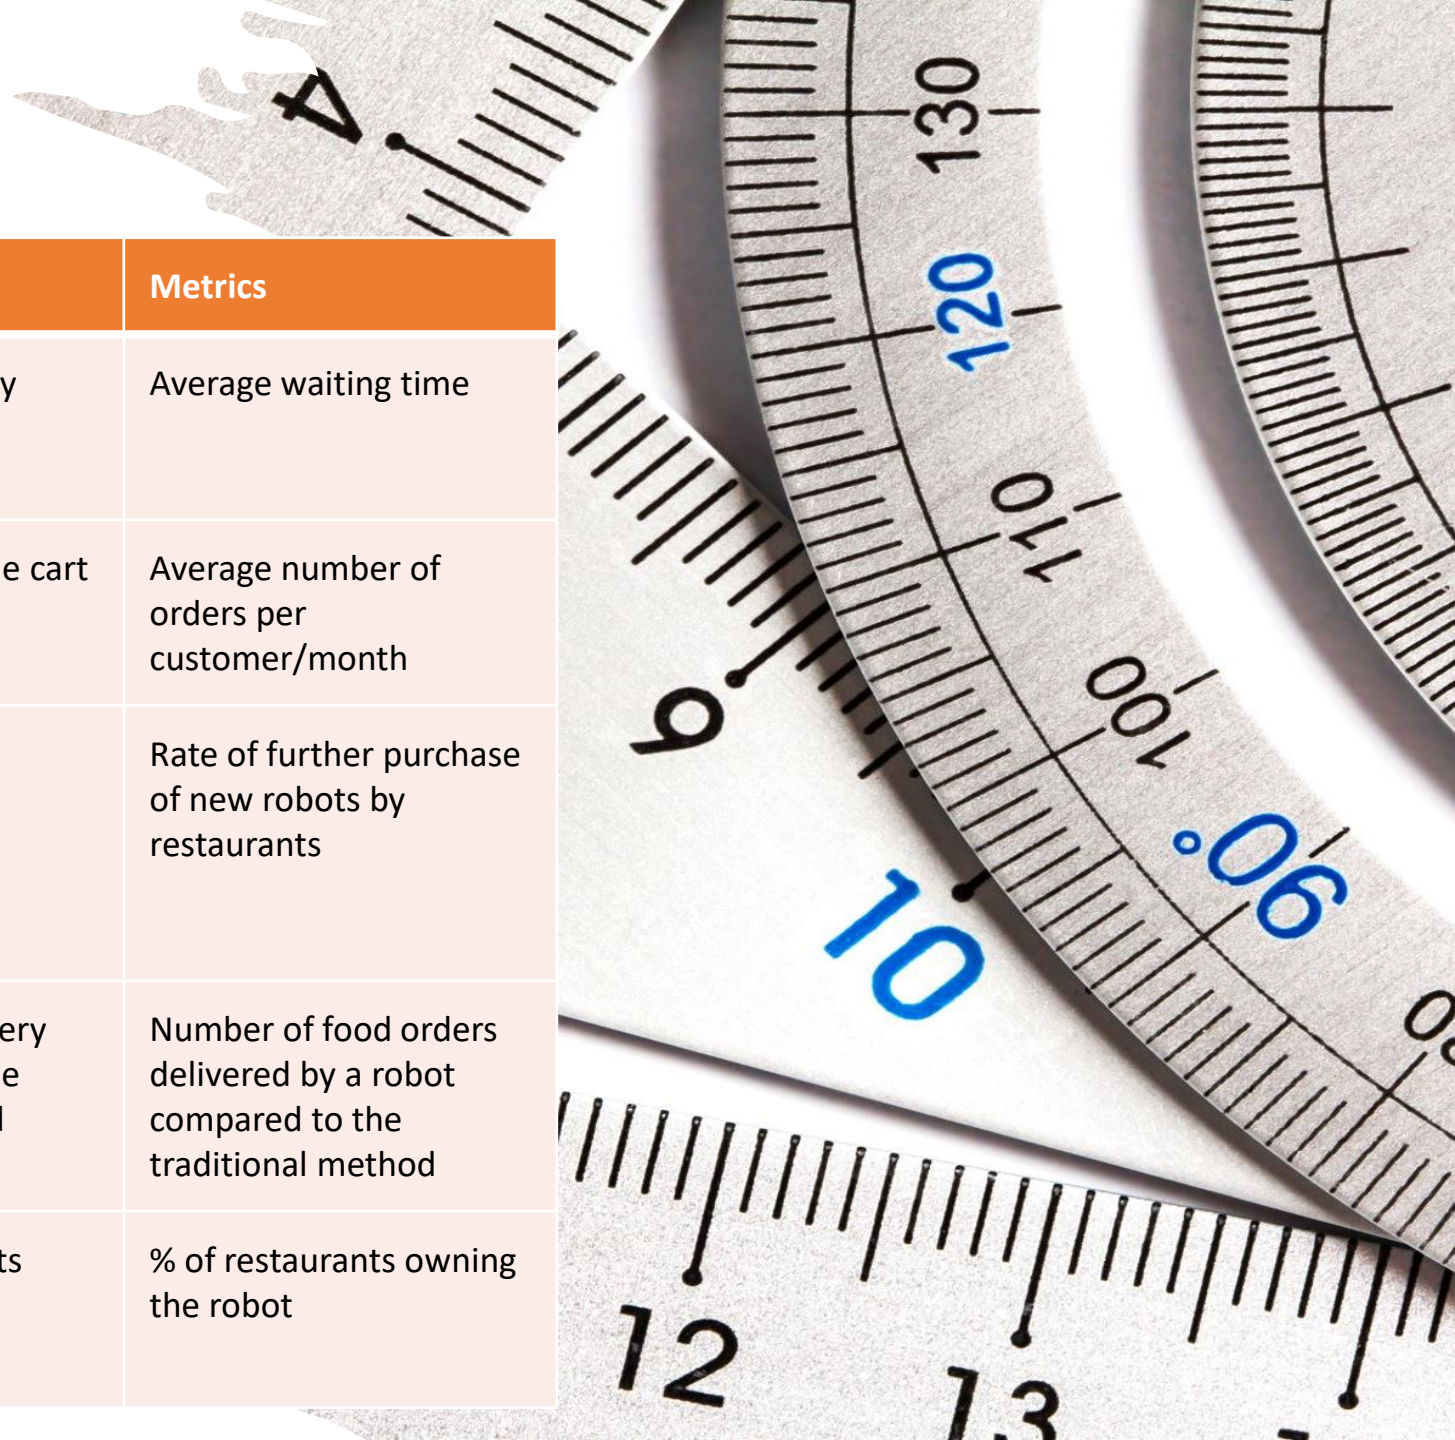 4
130
120
110
100
90°
9
10
12
13
Metrics
y
Average waiting time
e cart
Average number of
orders per
customer/month
Rate of further purchase
of new robots by
restaurants
ery
e
Number of food orders
delivered by a robot
compared to the
traditional method
ts
% of restaurants owning
the robot